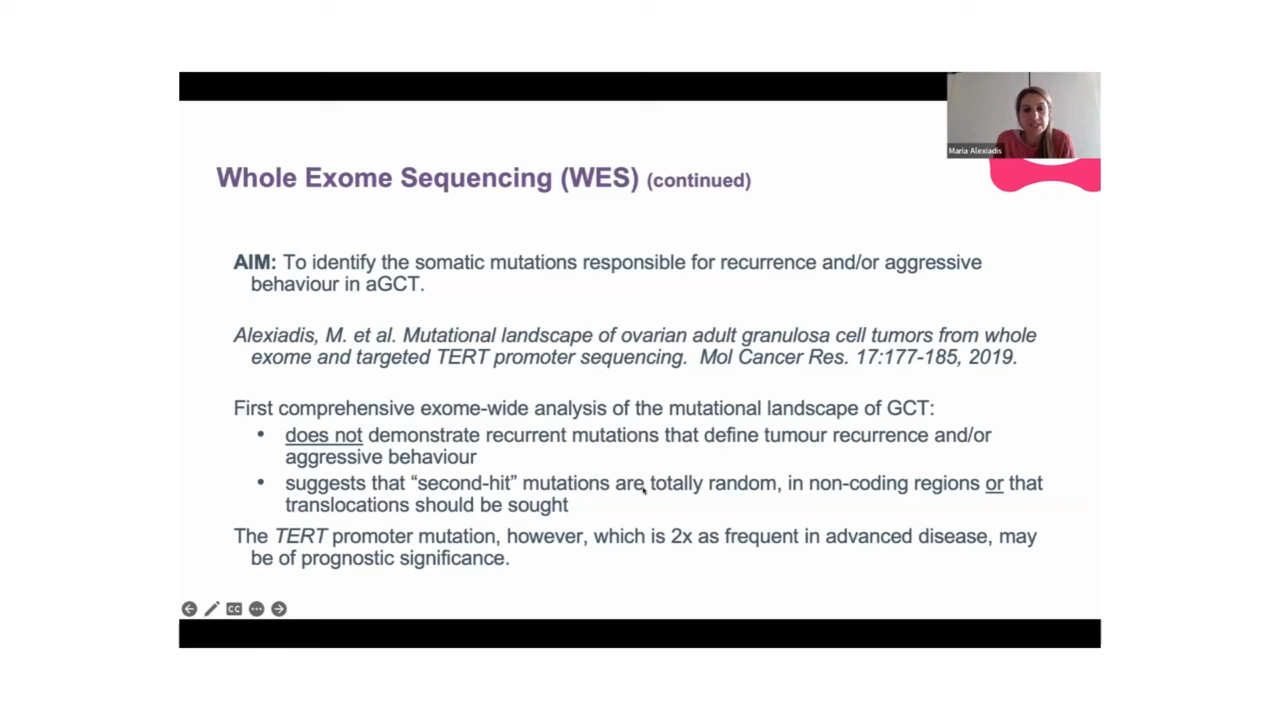 Maria Alexiadis
Whole Exome Sequencing (WES) (continued)
AIM: To identify the somatic mutations responsible for recurrence and/or aggressive
behaviour in aGCT.
Alexiadis, M. et al. Mutational landscape of ovarian adult granulosa cell tumors from whole
exome and targeted TERT promoter sequencing. Mol Cancer Res. 17:177-185, 2019.
First comprehensive exome-wide analysis of the mutational landscape of GCT:
• does not demonstrate recurrent mutations that define tumour recurrence and/or
aggressive behaviour
• suggests that “second-hit” mutations are totally random, in non-coding regions or that
translocations should be sought
The TERT promoter mutation, however, which is 2x as frequent in advanced disease, may
be of prognostic significance.
CC